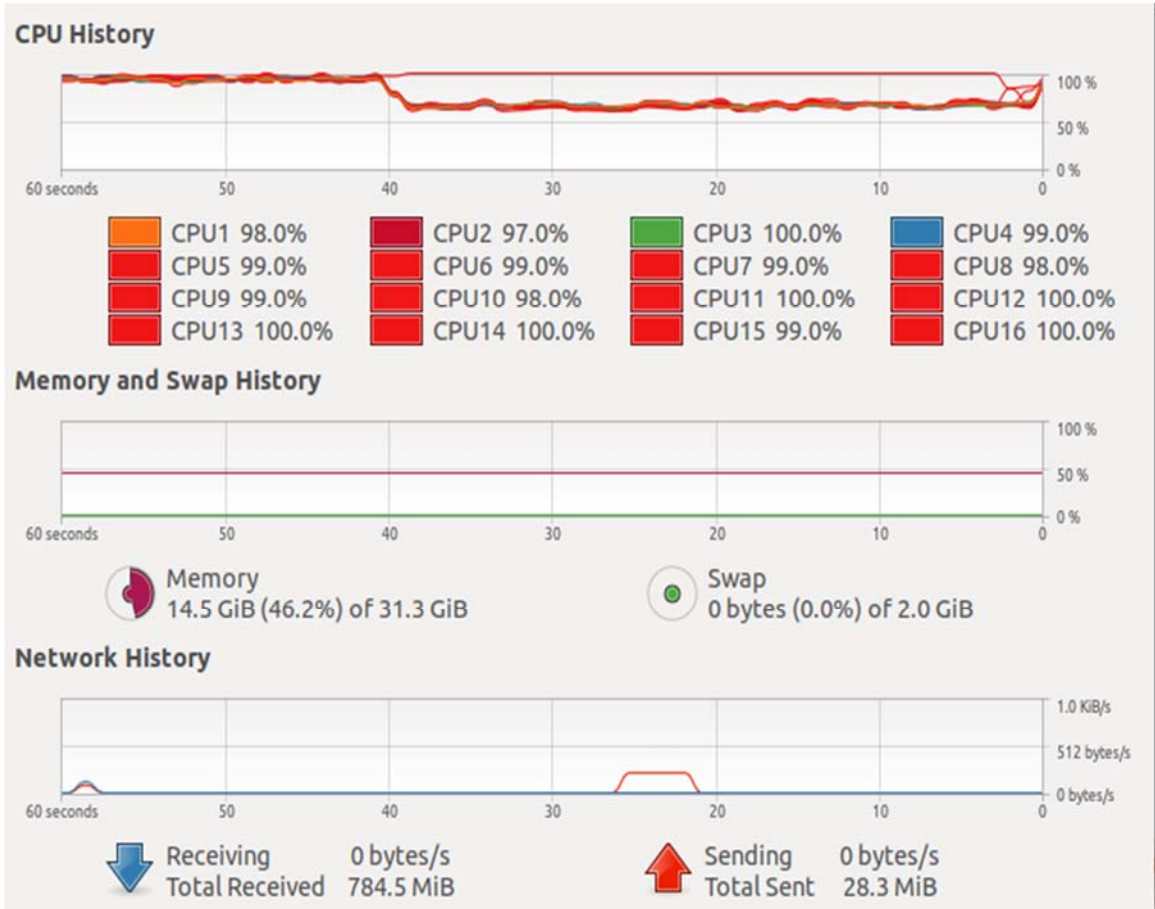 CPU History
100 %
50 %
0 %
60 seconds 50 40 30 20 10 0
CPU1 98.0% CPU2 97.0% CPU3 100.0% CPU4 99.0%
CPU5 99.0% CPU6 99.0% CPU7 99.0% CPU8 98.0%
CPU9 99.0% CPU10 98.0% CPU11 100.0% CPU12 100.0%
CPU13 100.0% CPU14 100.0% CPU15 99.0% CPU16 100.0%
Memory and Swap History
100 %
50 %
0 %
60 seconds 50 40 30 20 10 0
Memory Swap
14.5 GiB (46.2%) of 31.3 GiB 0 bytes (0.0%) of 2.0 GiB
Network History
1.0 KiB/s
512 bytes/s
0 bytes/s
60 seconds 50 40 30 20 10 0
Receiving 0 bytes/s Sending 0 bytes/s
Total Received 784.5 MiB Total Sent 28.3 MiB